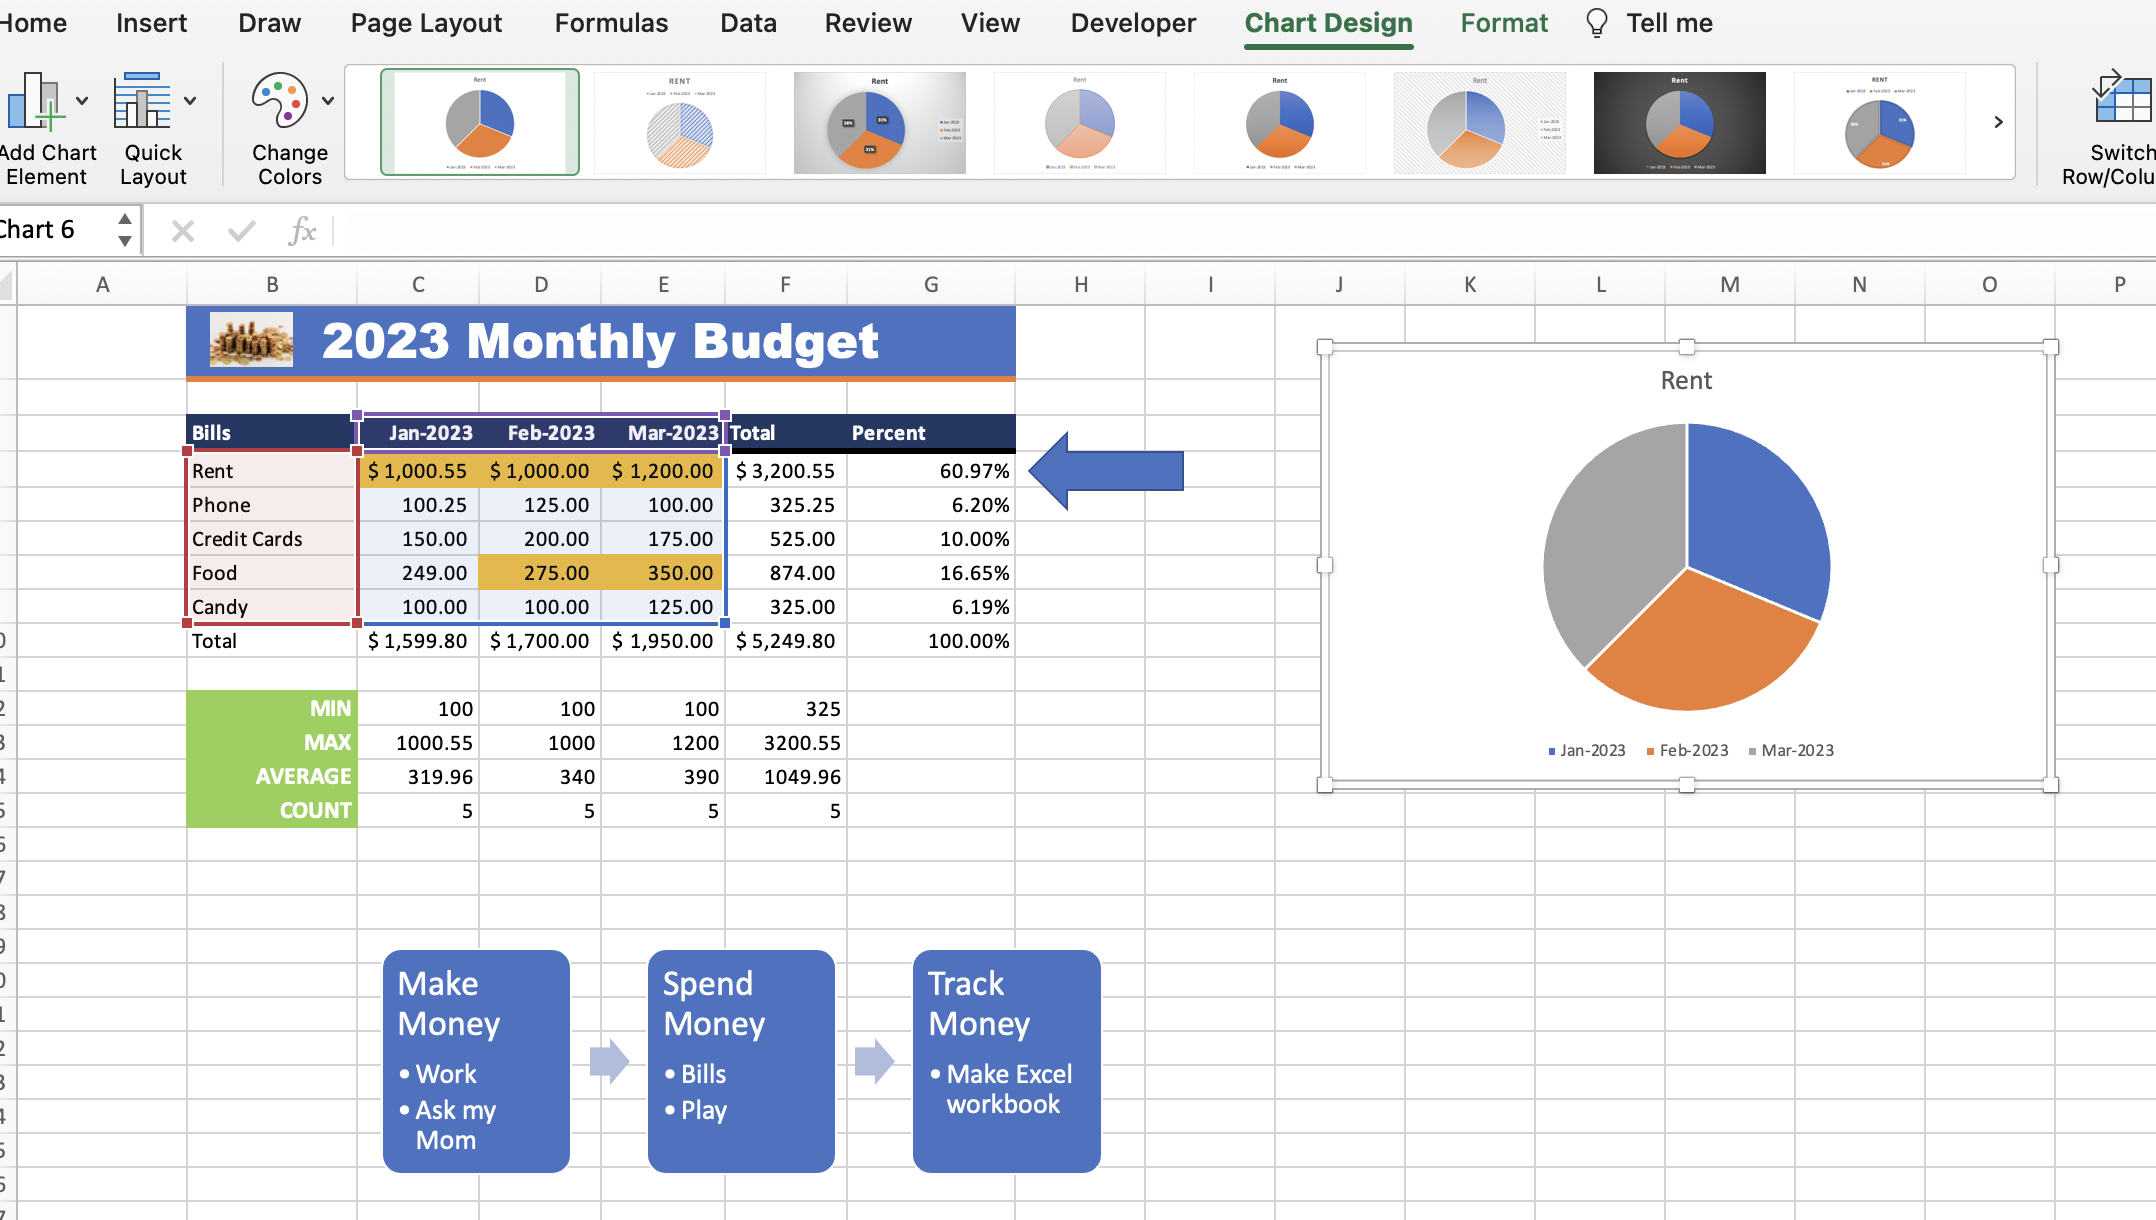 Home Insert Draw Page Layout Formulas Data Review View Developer Chart Design Format Tell me
Add Chart Element
Quick Layout
Change Colors
Rent
RENT
Rent
Rent
Rent
Rent
Rent
RENT
Switch
Chart 6
fx
A B C D E F G H I J K L M N O P
2023 Monthly Budget
Bills Jan-2023 Feb-2023 Mar-2023 Total Percent
Rent $ 1,000.55 $ 1,000.00 $ 1,200.00 $ 3,200.55 60.97%
Phone 100.25 125.00 100.00 325.25 6.20%
Credit Cards 150.00 200.00 175.00 525.00 10.00%
Food 249.00 275.00 350.00 874.00 16.65%
Candy 100.00 100.00 125.00 325.00 6.19%
Total $ 1,599.80 $ 1,700.00 $ 1,950.00 $ 5,249.80 100.00%
MIN 100 100 100 325
MAX 1000.55 1000 1200 3200.55
AVERAGE 319.96 340 390 1049.96
COUNT 5 5 5 5
Rent
Jan-2023 Feb-2023 Mar-2023
Make
Money
• Work
• Ask my
Mom
Spend
Money
• Bills
• Play
Track
Money
• Make Excel
workbook